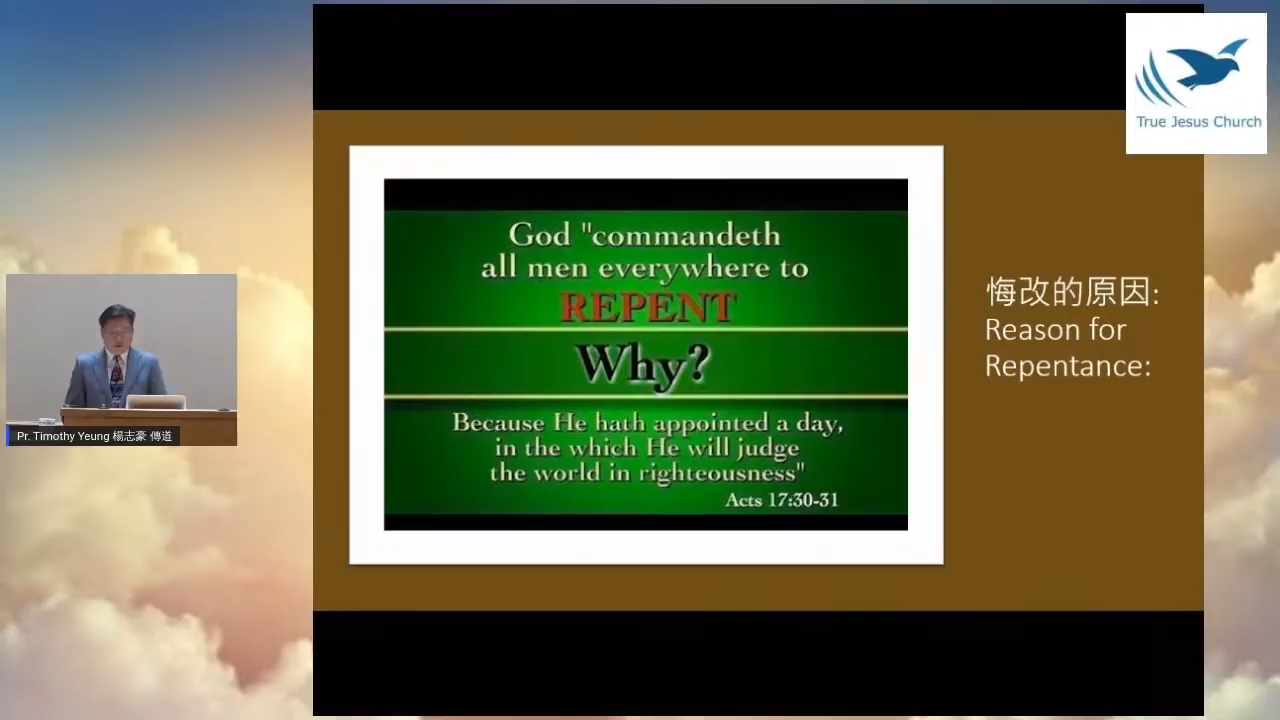 True Jesus Church
God "commandeth
all men everywhere to
REPENT
Why?
Because He hath appointed a day,
in the which He will judge
the world in righteousness"
Acts 17:30-31
悔改的原因:
Reason for
Repentance:
Pr. Timothy Yeung 楊志豪 傳道